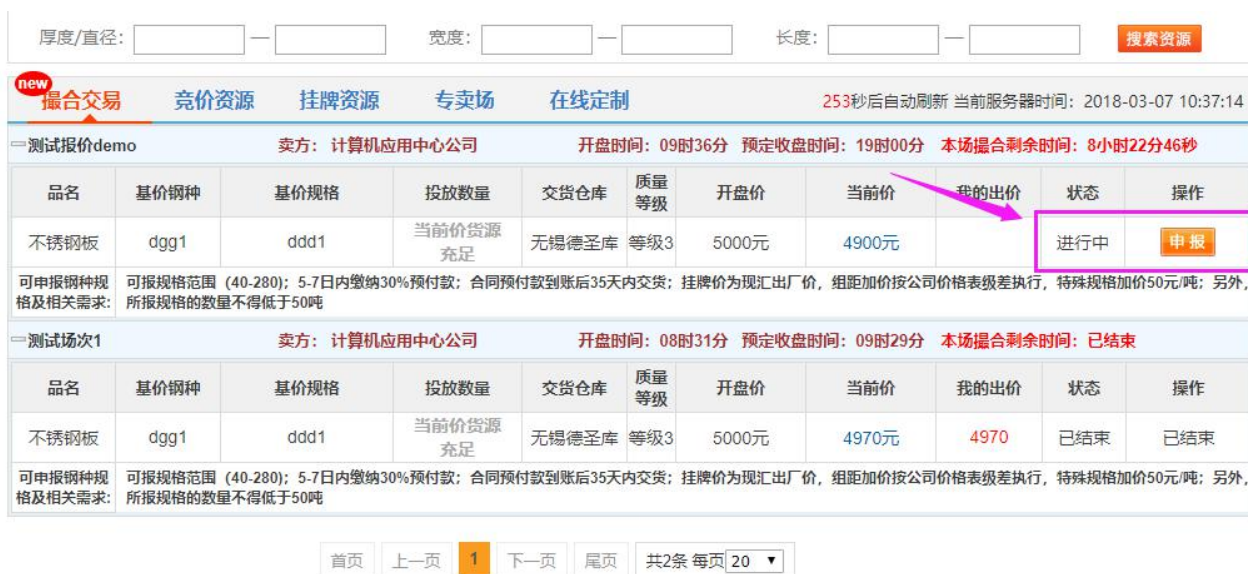 厚度/直径: — 宽度: — 长度: — 搜索资源
new
撮合交易 竞价资源 挂牌资源 专卖场 在线定制 253秒后自动刷新 当前服务器时间: 2018-03-07 10:37:14
测试报价demo 卖方: 计算机应用中心公司 开盘时间: 09时36分 预定收盘时间: 19时00分 本场撮合剩余时间: 8小时22分46秒
品名 基价钢种 基价规格 投放数量 交货仓库 质量等级 开盘价 当前价 我的出价 状态 操作
不锈钢板 dgg1 ddd1 当前价货源充足 无锡德圣库 等级3 5000元 4900元 进行中 申报
可申报钢种规格及相关需求: 可报规格范围 (40-280); 5-7日内缴纳30%预付款; 合同预付款到账后35天内交货; 挂牌价为现汇出厂价, 组距加价按公司价格表级差执行, 特殊规格加价50元/吨; 另外,
所报规格的数量不得低于50吨
测试场次1 卖方: 计算机应用中心公司 开盘时间: 08时31分 预定收盘时间: 09时29分 本场撮合剩余时间: 已结束
品名 基价钢种 基价规格 投放数量 交货仓库 质量等级 开盘价 当前价 我的出价 状态 操作
不锈钢板 dgg1 ddd1 当前价货源充足 无锡德圣库 等级3 5000元 4970元 4970 已结束 已结束
可申报钢种规格及相关需求: 可报规格范围 (40-280); 5-7日内缴纳30%预付款; 合同预付款到账后35天内交货; 挂牌价为现汇出厂价, 组距加价按公司价格表级差执行, 特殊规格加价50元/吨; 另外,
所报规格的数量不得低于50吨
首页 上一页 1 下一页 尾页 共2条 每页 20